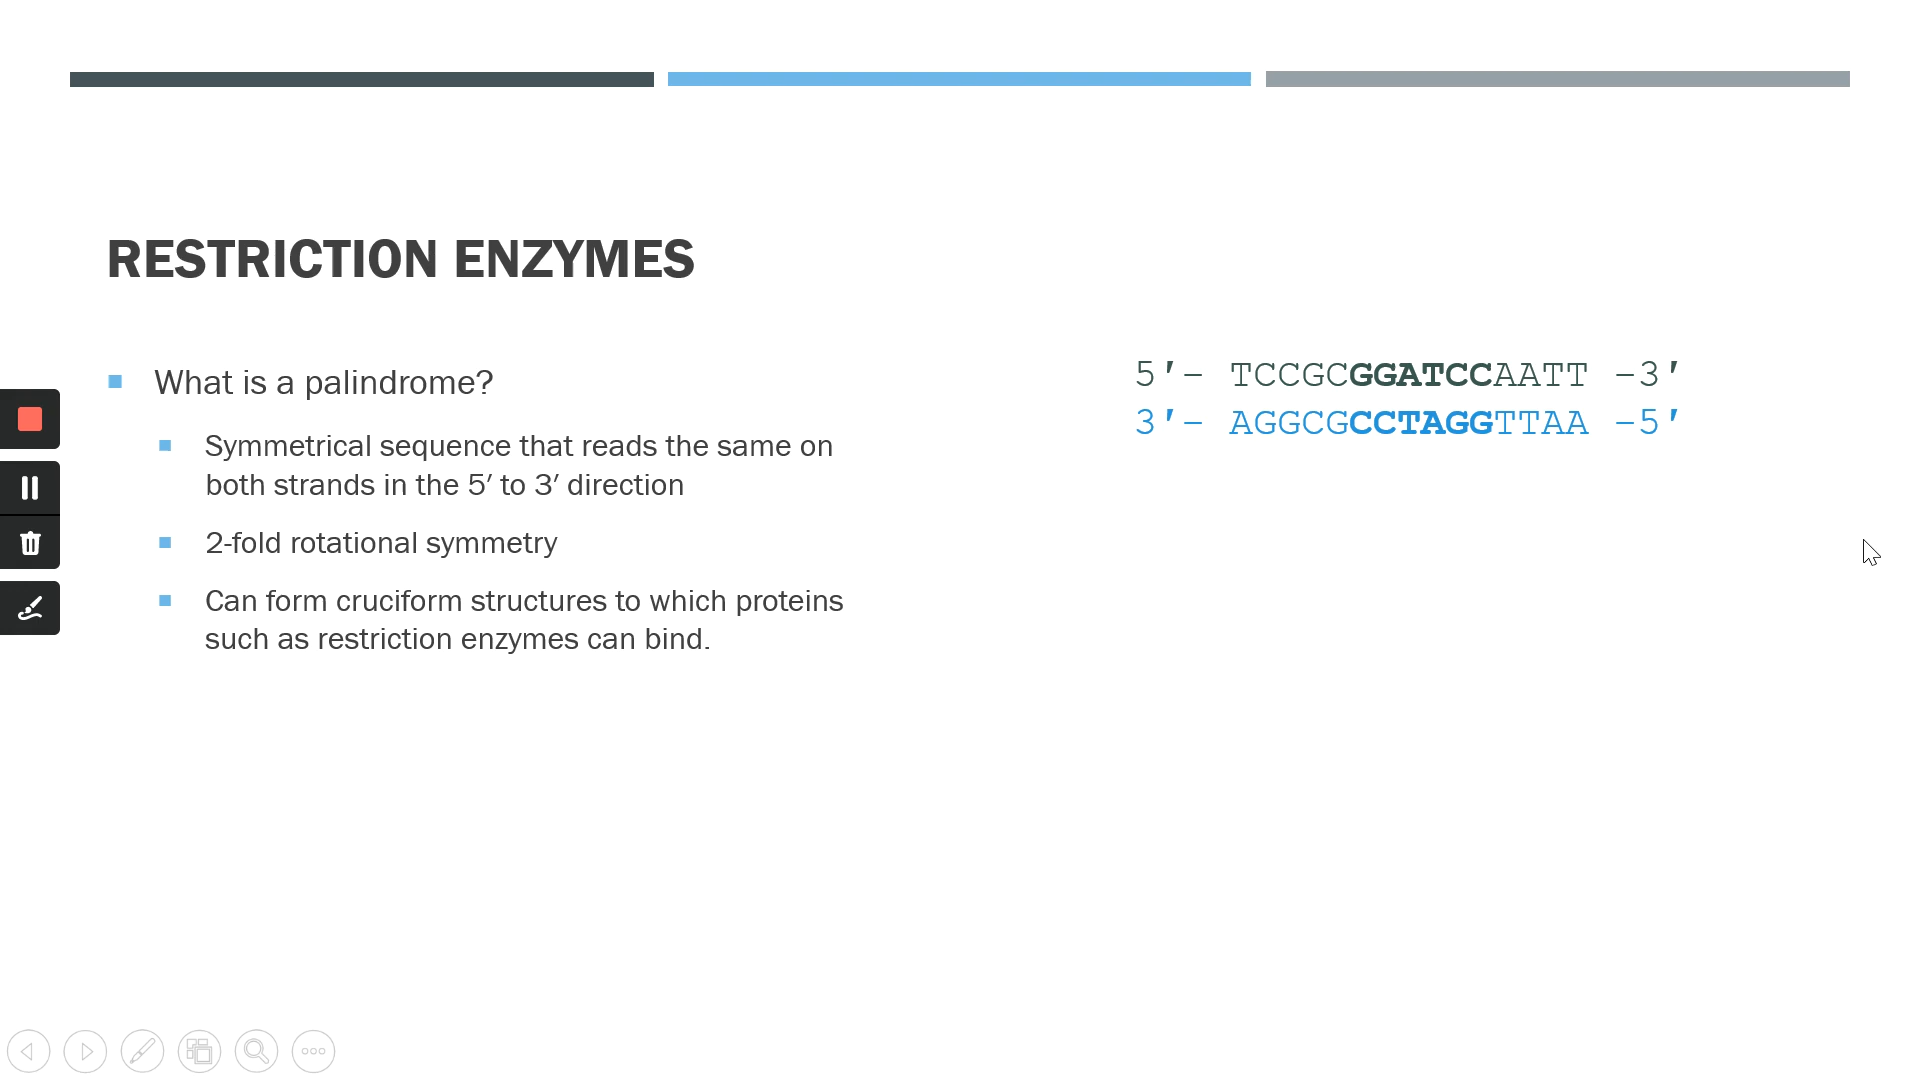 RESTRICTION ENZYMES
What is a palindrome?
Symmetrical sequence that reads the same on
both strands in the 5′ to 3′ direction
2-fold rotational symmetry
Can form cruciform structures to which proteins
such as restriction enzymes can bind.
5′– TCCGCGGATCCAATT –3′
3′– AGGCGCCTAGGTTAA –5′